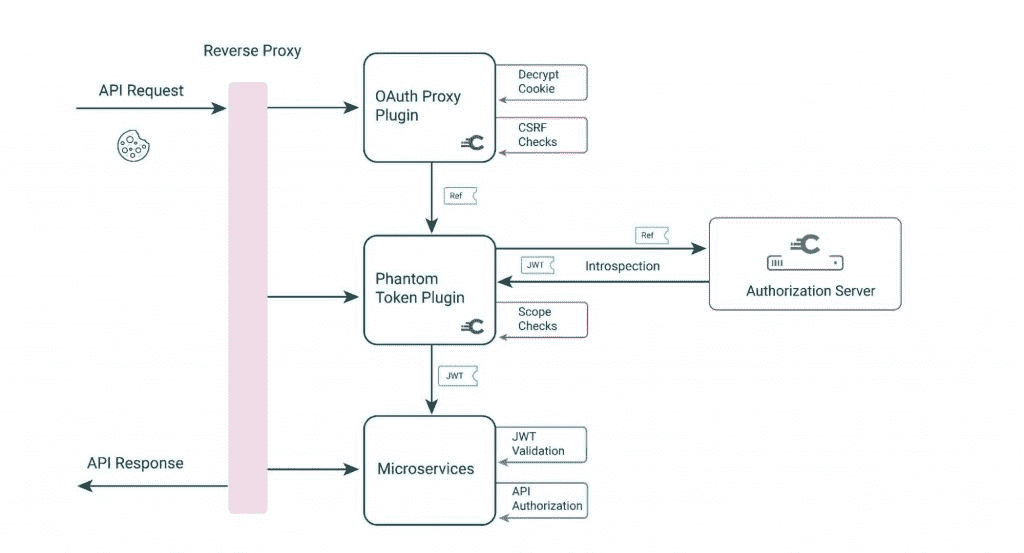 Reverse Proxy
API Request
OAuth Proxy
Plugin
Decrypt
Cookie
CSRF
Checks
Ref
Phantom
Token Plugin
Ref
JWT
Introspection
Authorization Server
Scope
Checks
JWT
Microservices
JWT
Validation
API
Authorization
API Response